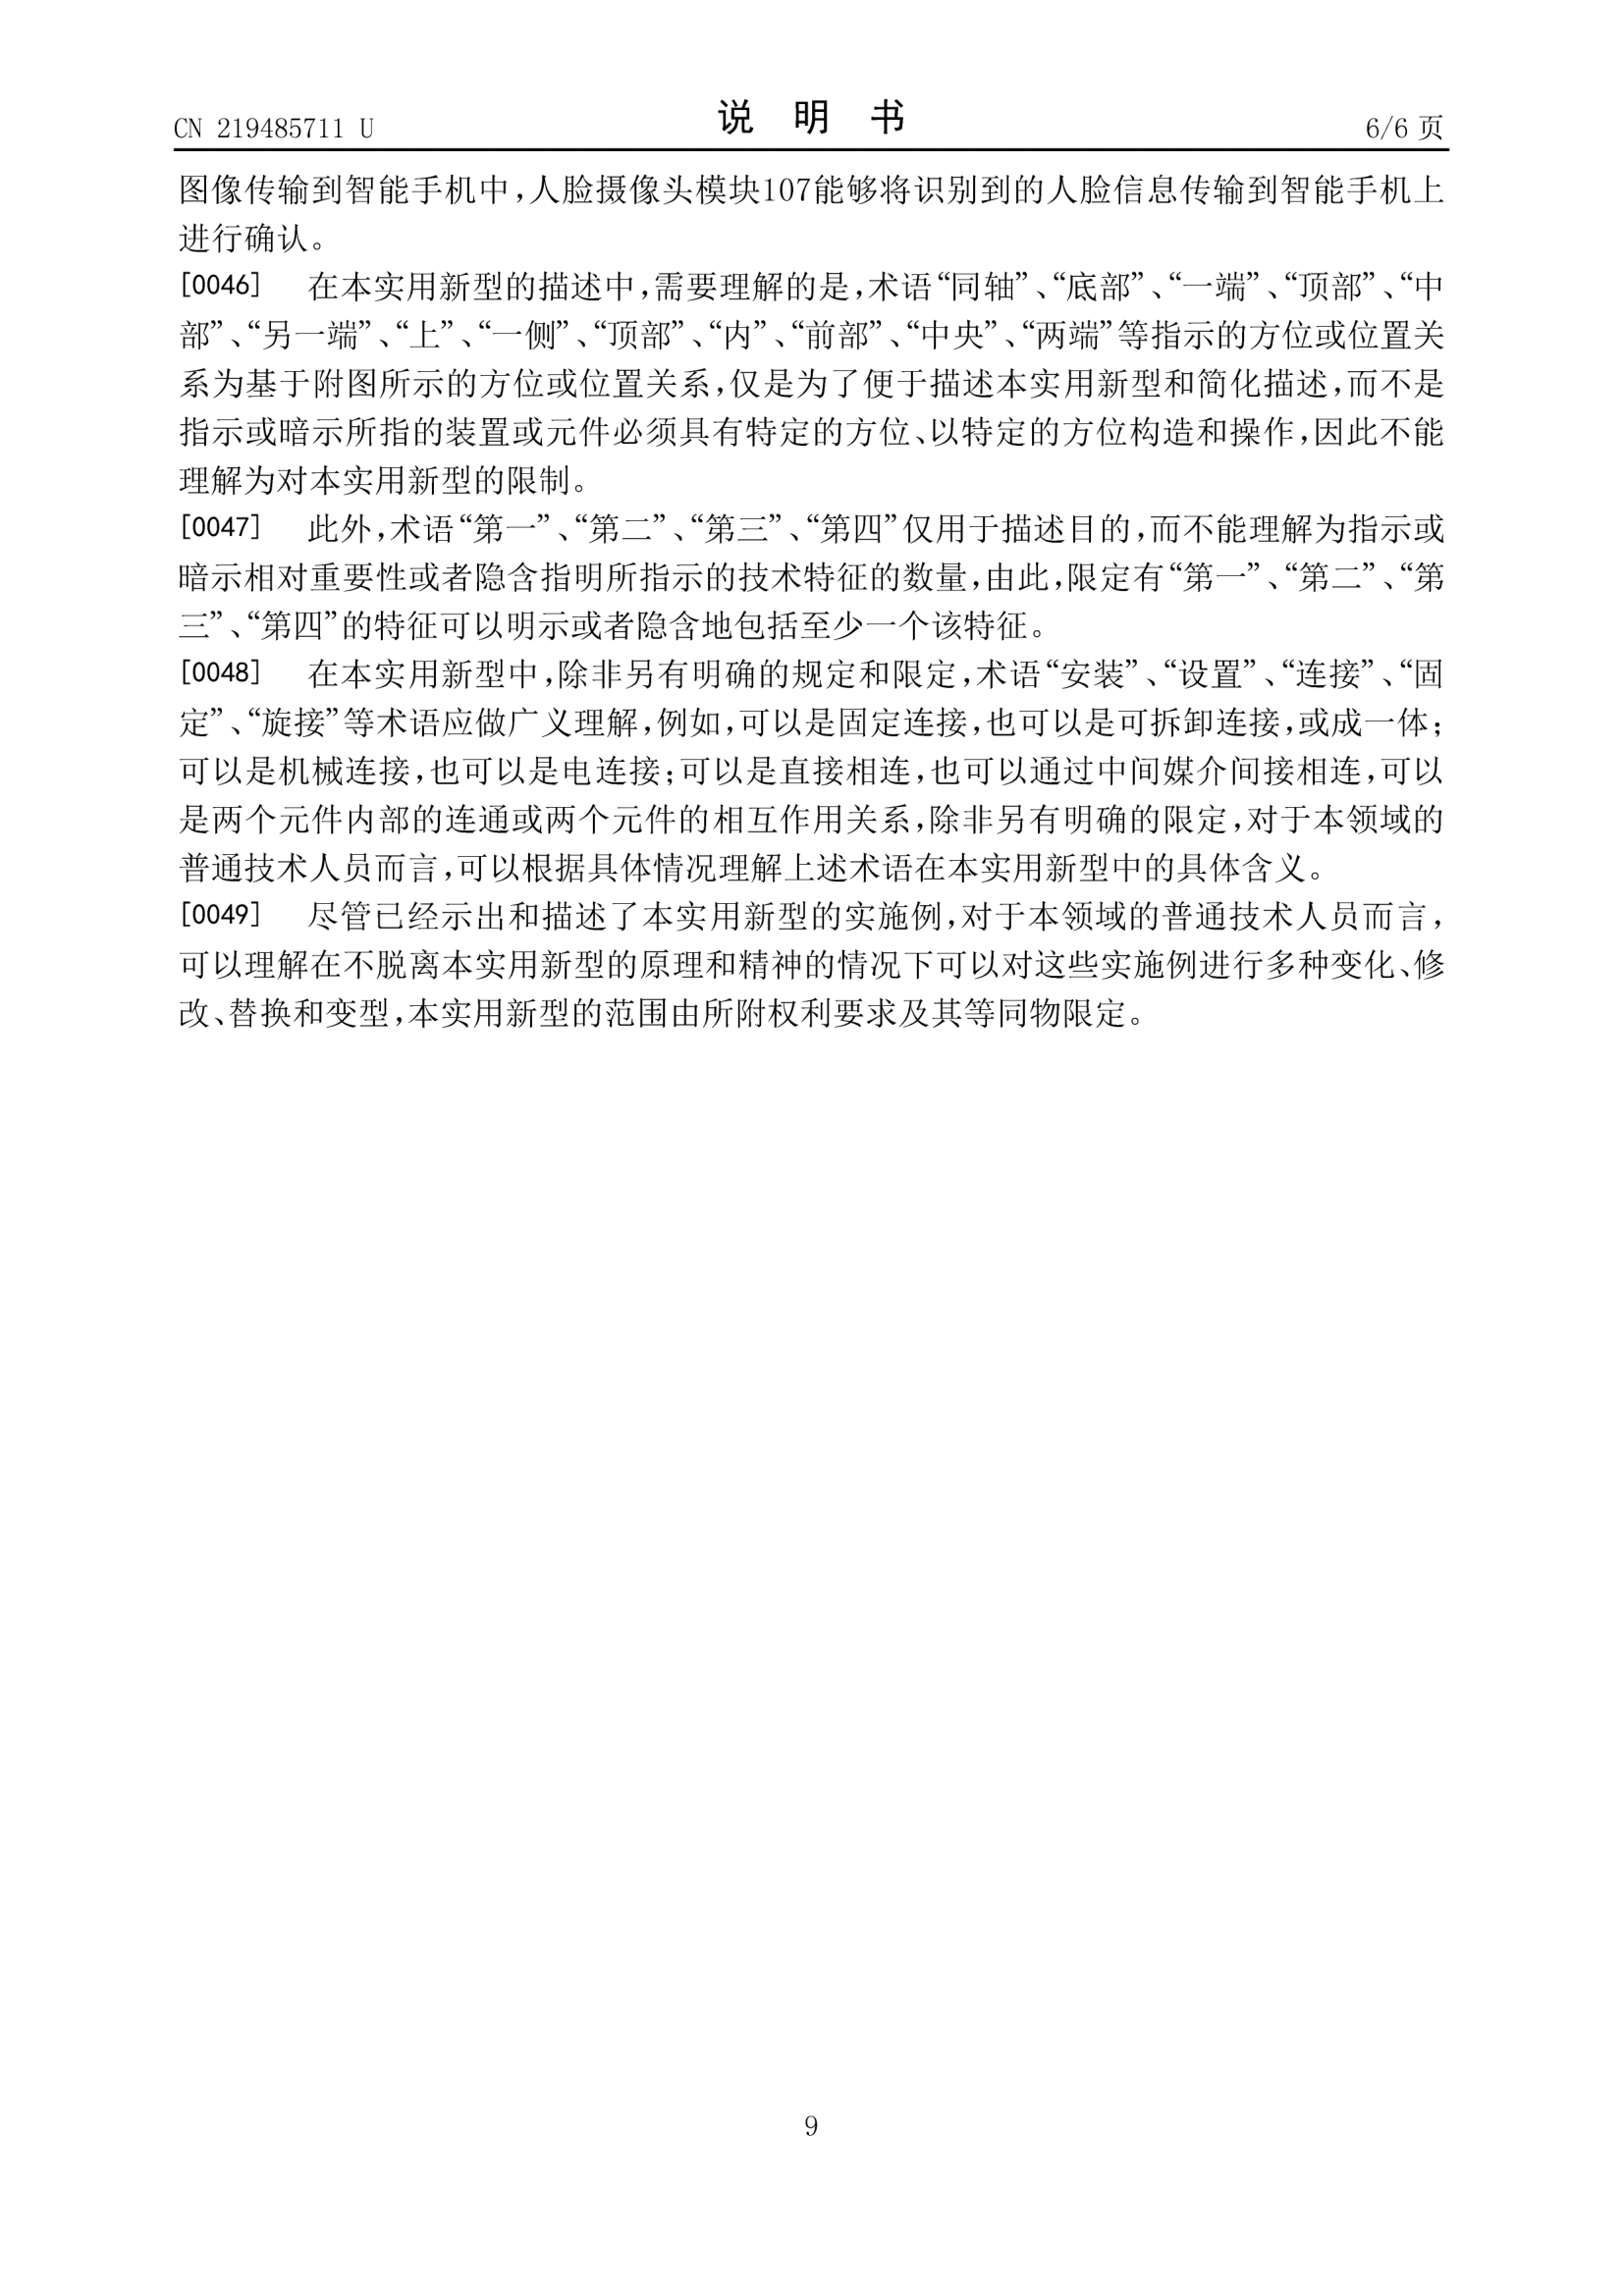 CN 219485711 U
说 明 书
6/6 页
图像传输到智能手机中,人脸摄像头模块107能够将识别到的人脸信息传输到智能手机上
进行确认。
[0046] 在本实用新型的描述中,需要理解的是,术语“同轴”、“底部”、“一端”、“顶部”、“中
部”、“另一端”、“上”、“一侧”、“顶部”、“内”、“前部”、“中央”、“两端”等指示的方位或位置关
系为基于附图所示的方位或位置关系,仅是为了便于描述本实用新型和简化描述,而不是
指示或暗示所指的装置或元件必须具有特定的方位、以特定的方位构造和操作,因此不能
理解为对本实用新型的限制。
[0047] 此外,术语“第一”、“第二”、“第三”、“第四”仅用于描述目的,而不能理解为指示或
暗示相对重要性或者隐含指明所指示的技术特征的数量,由此,限定有“第一”、“第二”、“第
三”、“第四”的特征可以明示或者隐含地包括至少一个该特征。
[0048] 在本实用新型中,除非另有明确的规定和限定,术语“安装”、“设置”、“连接”、“固
定”、“旋接”等术语应做广义理解,例如,可以是固定连接,也可以是可拆卸连接,或成一体;
可以是机械连接,也可以是电连接;可以是直接相连,也可以通过中间媒介间接相连,可以
是两个元件内部的连通或两个元件的相互作用关系,除非另有明确的限定,对于本领域的
普通技术人员而言,可以根据具体情况理解上述术语在本实用新型中的具体含义。
[0049] 尽管已经示出和描述了本实用新型的实施例,对于本领域的普通技术人员而言,
可以理解在不脱离本实用新型的原理和精神的情况下可以对这些实施例进行多种变化、修
改、替换和变型,本实用新型的范围由所附权利要求及其等同物限定。
9